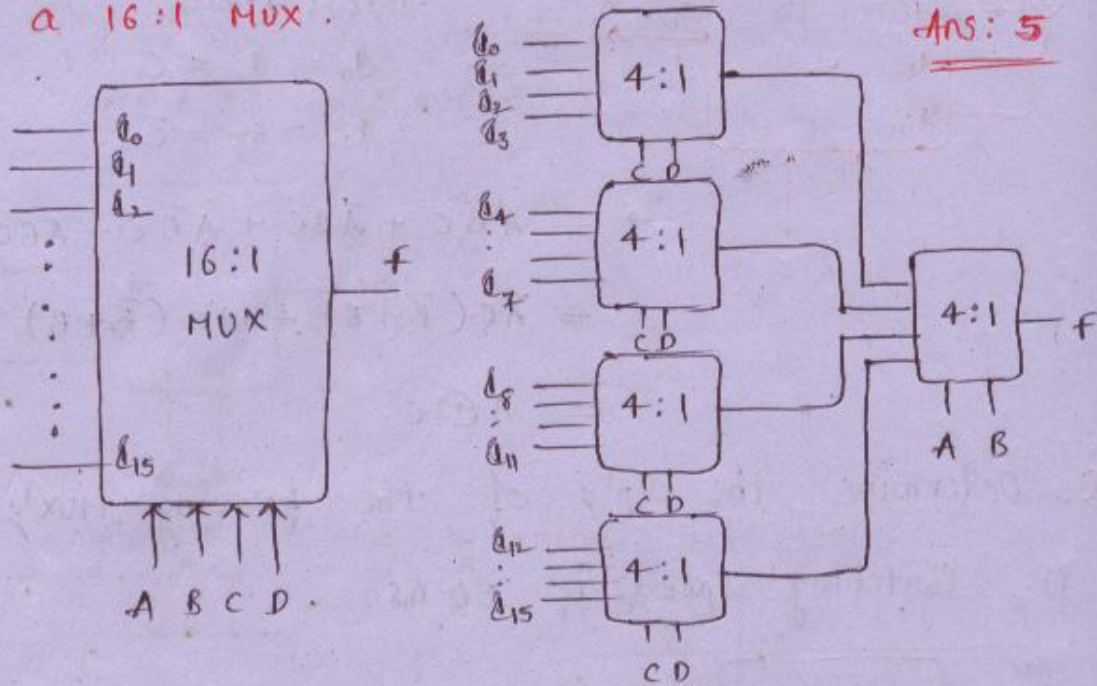 a 16:1 MUX.
Ans: 5
d0
d1
d2
16:1
MUX
f
d15
A B C D.
d0
d1
d2
d3
4:1
C D
d4
d7
4:1
C D
d8
d11
4:1
C D
d12
d15
4:1
C D
4:1
f
A B